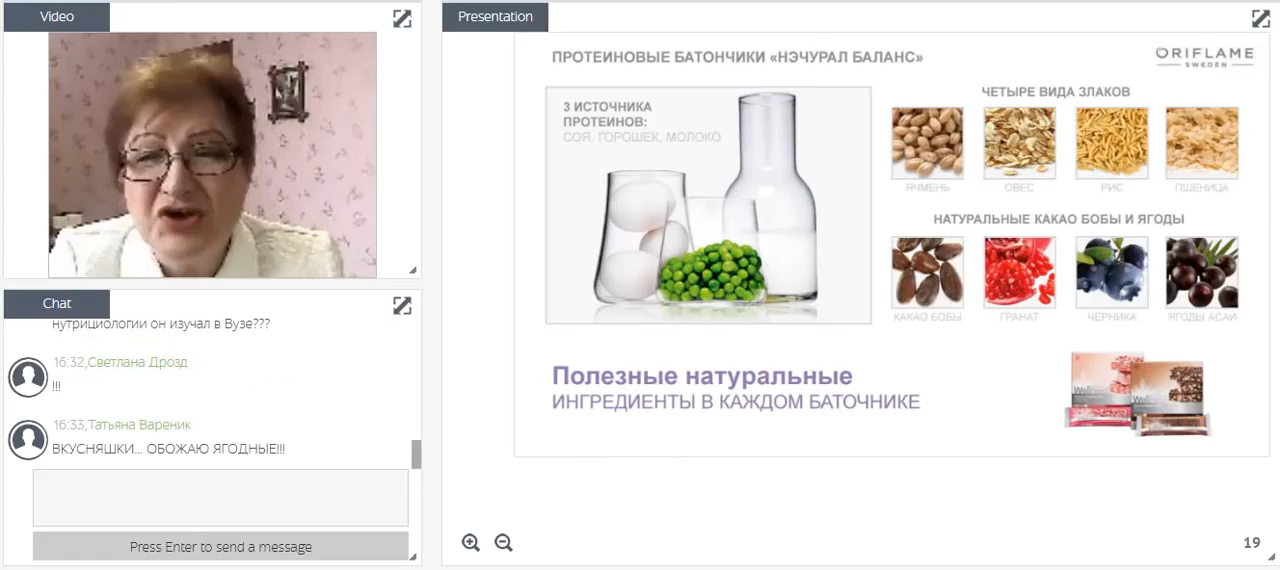 Video
Chat
нутрициологии он изучал в Вузе???
16:32,Светлана Дрозд
!!!
16:33,Татьяна Вареник
ВКУСНЯШКИ... ОБОЖАЮ ЯГОДНЫЕ!!!
Press Enter to send a message
Presentation
ПРОТЕИНОВЫЕ БАТОНЧИКИ «НЭЧУРАЛ БАЛАНС»
ORIFLAME
SWEDEN
3 ИСТОЧНИКА
ПРОТЕИНОВ:
СОЯ, ГОРОШЕК, МОЛОКО
ЧЕТЫРЕ ВИДА ЗЛАКОВ
ЯЧМЕНЬ
ОВЕС
РИС
ПШЕНИЦА
НАТУРАЛЬНЫЕ КАКАО БОБЫ И ЯГОДЫ
КАКАО БОБЫ
ГРАНАТ
ЧЕРНИКА
ЯГОДЫ АСАИ
Полезные натуральные
ИНГРЕДИЕНТЫ В КАЖДОМ БАТОЧНИКЕ
19